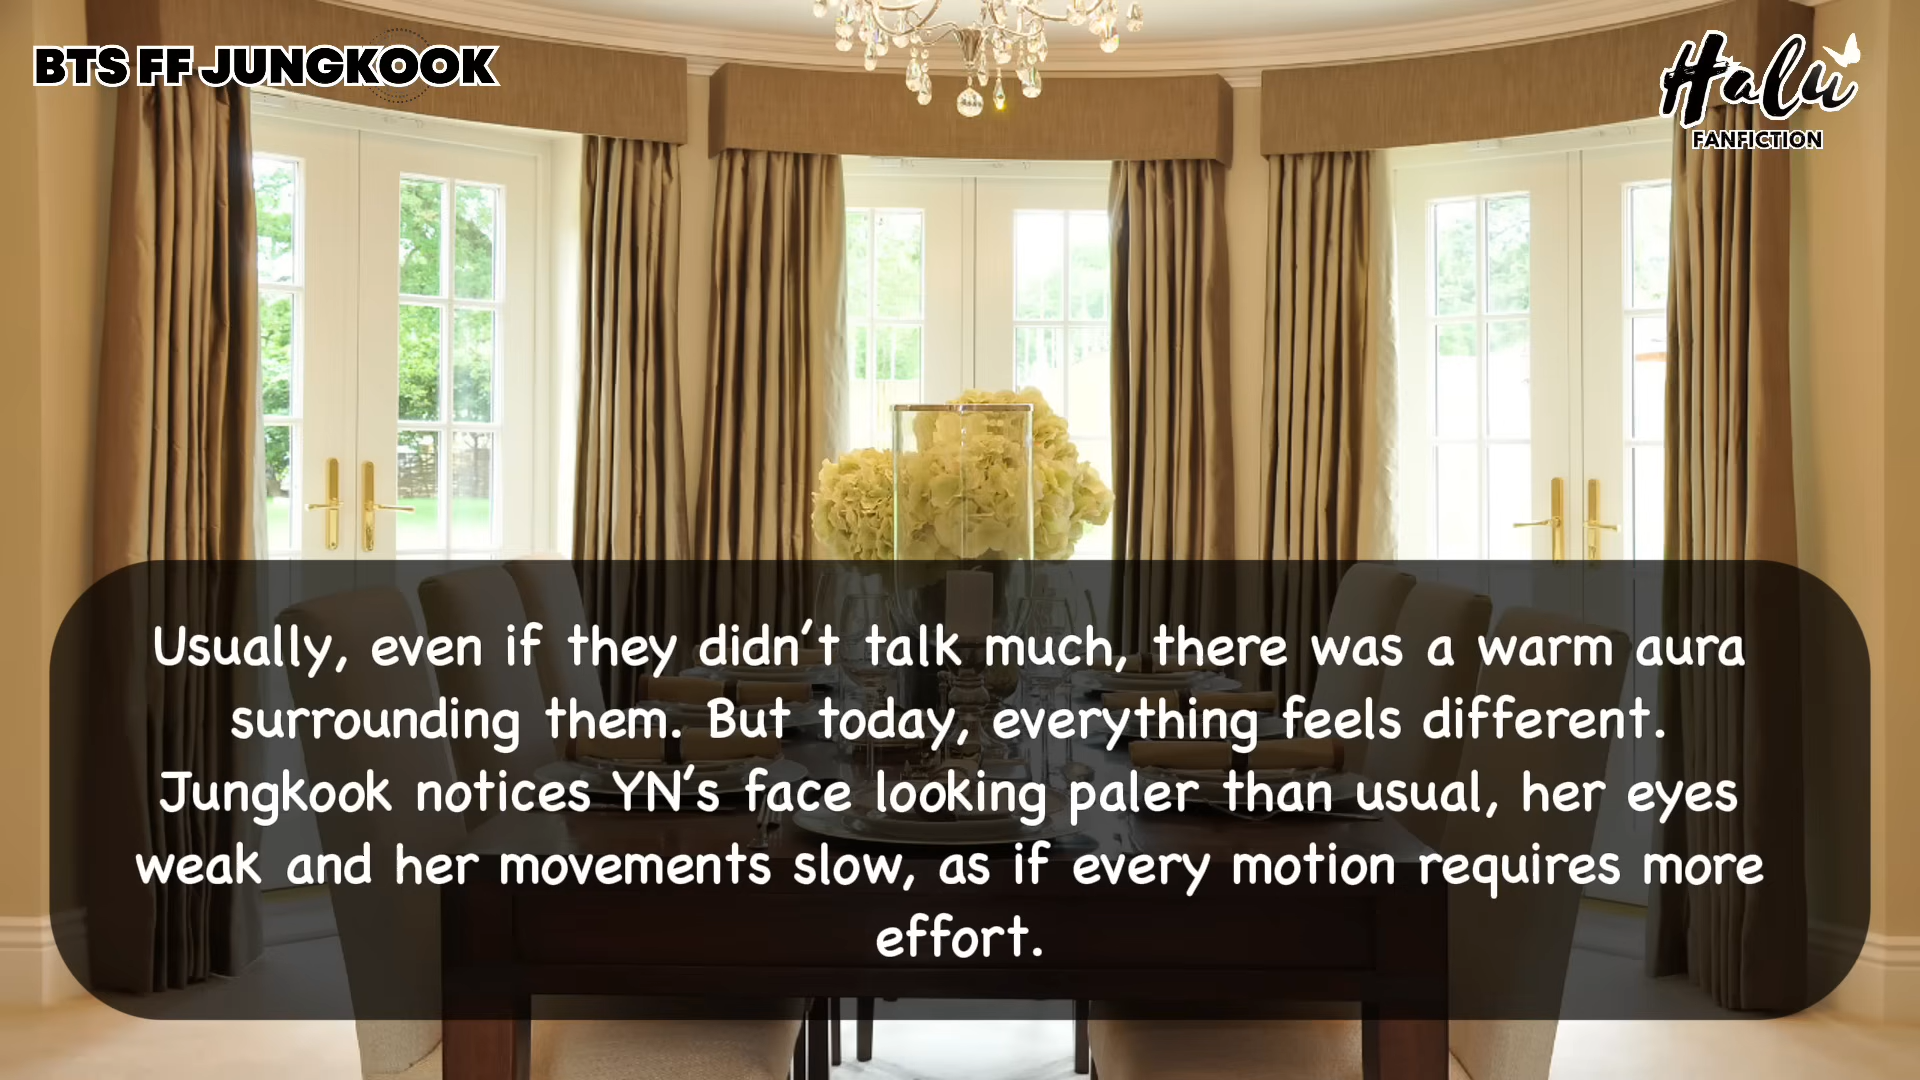 BTS FF JUNGKOOK
Halu
FANFICTION
Usually, even if they didn’t talk much, there was a warm aura
surrounding them. But today, everything feels different.
Jungkook notices YN’s face looking paler than usual, her eyes
weak and her movements slow, as if every motion requires more
effort.